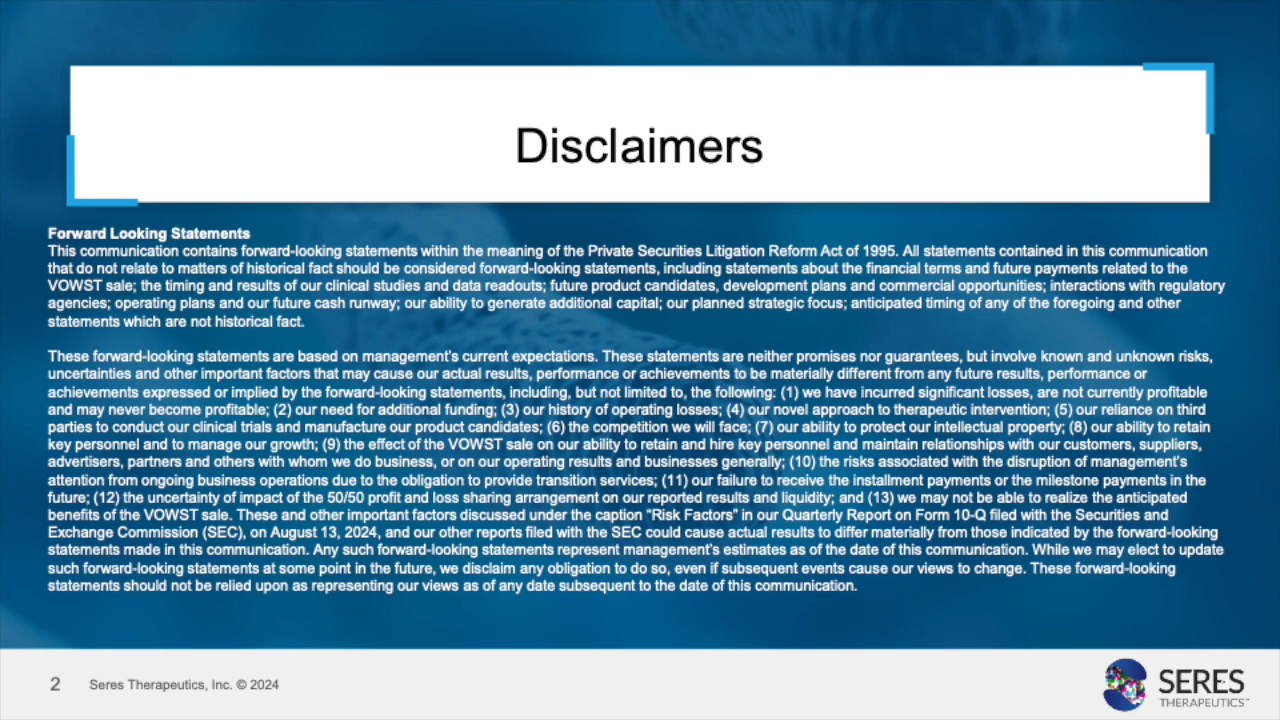 Disclaimers
Forward Looking Statements
This communication contains forward-looking statements within the meaning of the Private Securities Litigation Reform Act of 1995. All statements contained in this communication
that do not relate to matters of historical fact should be considered forward-looking statements, including statements about the financial terms and future payments related to the
VOWST sale; the timing and results of our clinical studies and data readouts; future product candidates, development plans and commercial opportunities; interactions with regulatory
agencies; operating plans and our future cash runway; our ability to generate additional capital; our planned strategic focus; anticipated timing of any of the foregoing and other
statements which are not historical fact.
These forward-looking statements are based on management's current expectations. These statements are neither promises nor guarantees, but involve known and unknown risks,
uncertainties and other important factors that may cause our actual results, performance or achievements to be materially different from any future results, performance or
achievements expressed or implied by the forward-looking statements, including, but not limited to, the following: (1) we have incurred significant losses, are not currently profitable
and may never become profitable; (2) our need for additional funding; (3) our history of operating losses; (4) our novel approach to therapeutic intervention; (5) our reliance on third
parties to conduct our clinical trials and manufacture our product candidates; (6) the competition we will face; (7) our ability to protect our intellectual property; (8) our ability to retain
key personnel and to manage our growth; (9) the effect of the VOWST sale on our ability to retain and hire key personnel and maintain relationships with our customers, suppliers,
advertisers, partners and others with whom we do business, or on our operating results and businesses generally; (10) the risks associated with the disruption of management's
attention from ongoing business operations due to the obligation to provide transition services; (11) our failure to receive the installment payments or the milestone payments in the
future; (12) the uncertainty of impact of the 50/50 profit and loss sharing arrangement on our reported results and liquidity; and (13) we may not be able to realize the anticipated
benefits of the VOWST sale. These and other important factors discussed under the caption "Risk Factors" in our Quarterly Report on Form 10-Q filed with the Securities and
Exchange Commission (SEC), on August 13, 2024, and our other reports filed with the SEC could cause actual results to differ materially from those indicated by the forward-looking
statements made in this communication. Any such forward-looking statements represent management's estimates as of the date of this communication. While we may elect to update
such forward-looking statements at some point in the future, we disclaim any obligation to do so, even if subsequent events cause our views to change. These forward-looking
statements should not be relied upon as representing our views as of any date subsequent to the date of this communication.
2 Seres Therapeutics, Inc. © 2024
SERES
THERAPEUTICS™